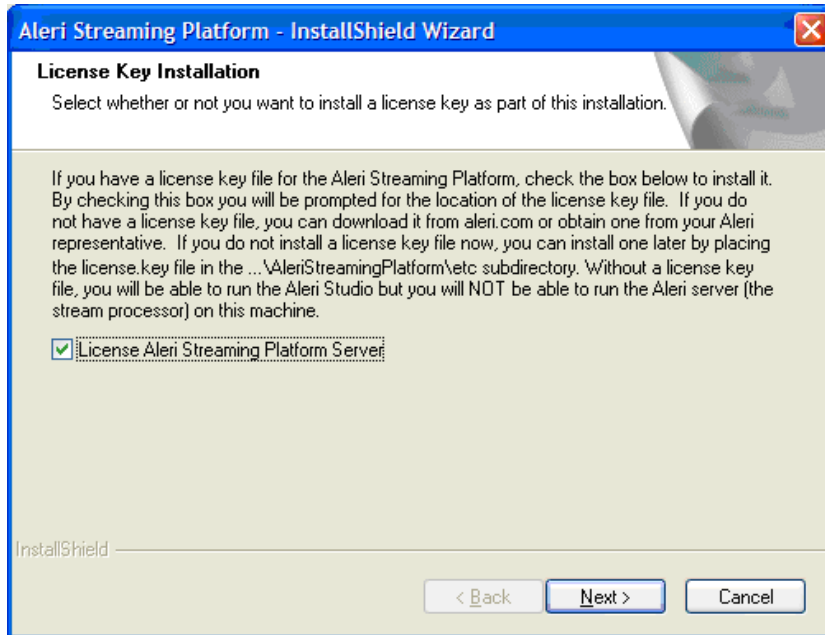 Aleri Streaming Platform - InstallShield Wizard
License Key Installation
Select whether or not you want to install a license key as part of this installation.
If you have a license key file for the Aleri Streaming Platform, check the box below to install it.
By checking this box you will be prompted for the location of the license key file. If you do
not have a license key file, you can download it from aleri.com or obtain one from your Aleri
representative. If you do not install a license key file now, you can install one later by placing
the license.key file in the ...\AleriStreamingPlatform\etc subdirectory. Without a license key
file, you will be able to run the Aleri Studio but you will NOT be able to run the Aleri server (the
stream processor) on this machine.
License Aleri Streaming Platform Server
InstallShield
< Back
Next >
Cancel